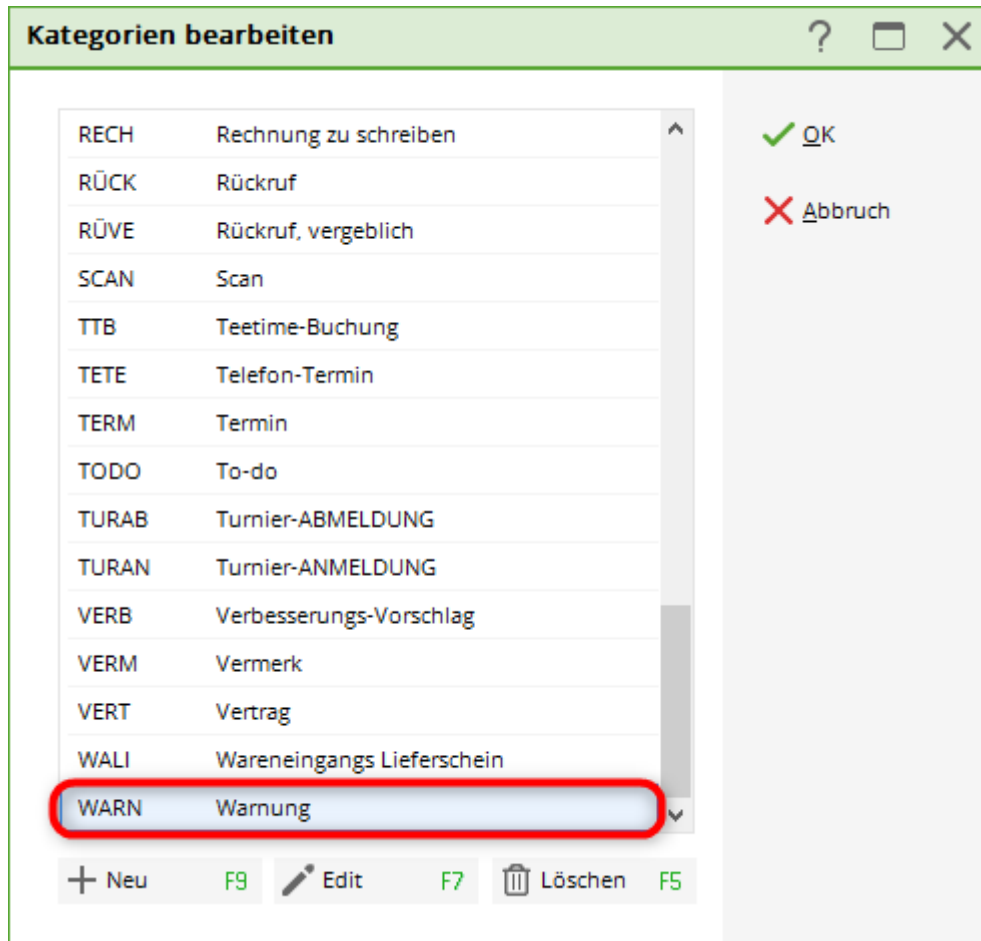 Kategorien bearbeiten ?
RECH Rechnung zu schreiben
RÜCK Rückruf
RÜVE Rückruf, vergeblich
SCAN Scan
TTB Teetime-Buchung
TETE Telefon-Termin
TERM Termin
TODO To-do
TURAB Turnier-ABMELDUNG
TURAN Turnier-ANMELDUNG
VERB Verbesserungs-Vorschlag
VERM Vermerk
VERT Vertrag
WALI Wareneingangs Lieferschein
WARN Warnung
Neu F9 Edit F7 Löschen F5
OK
Abbruch